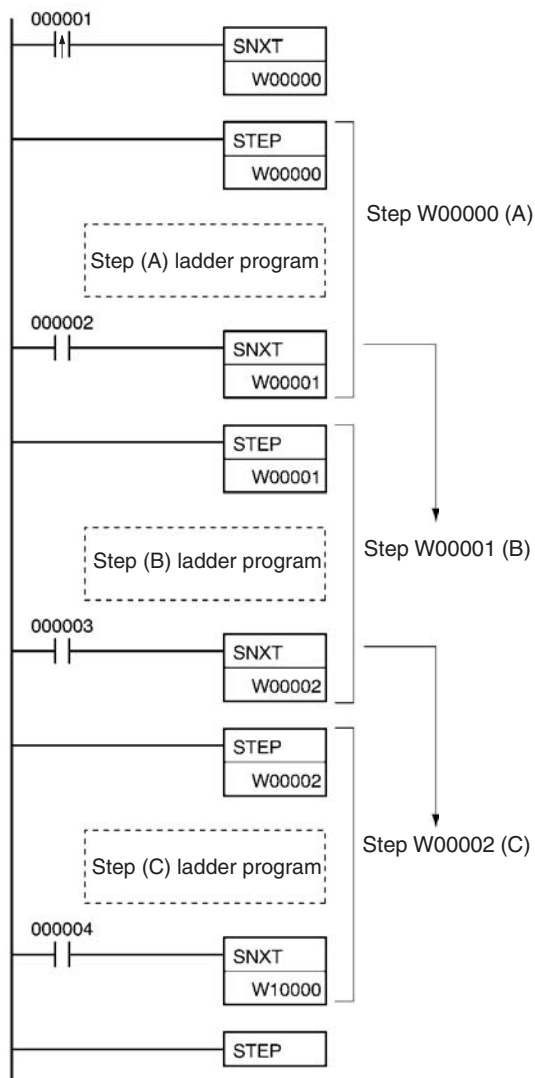 000001
SNXT
W00000
STEP
W00000
Step W00000 (A)
Step (A) ladder program
000002
SNXT
W00001
STEP
W00001
Step (B) ladder program
Step W00001 (B)
000003
SNXT
W00002
STEP
W00002
Step W00002 (C)
Step (C) ladder program
000004
SNXT
W10000
STEP